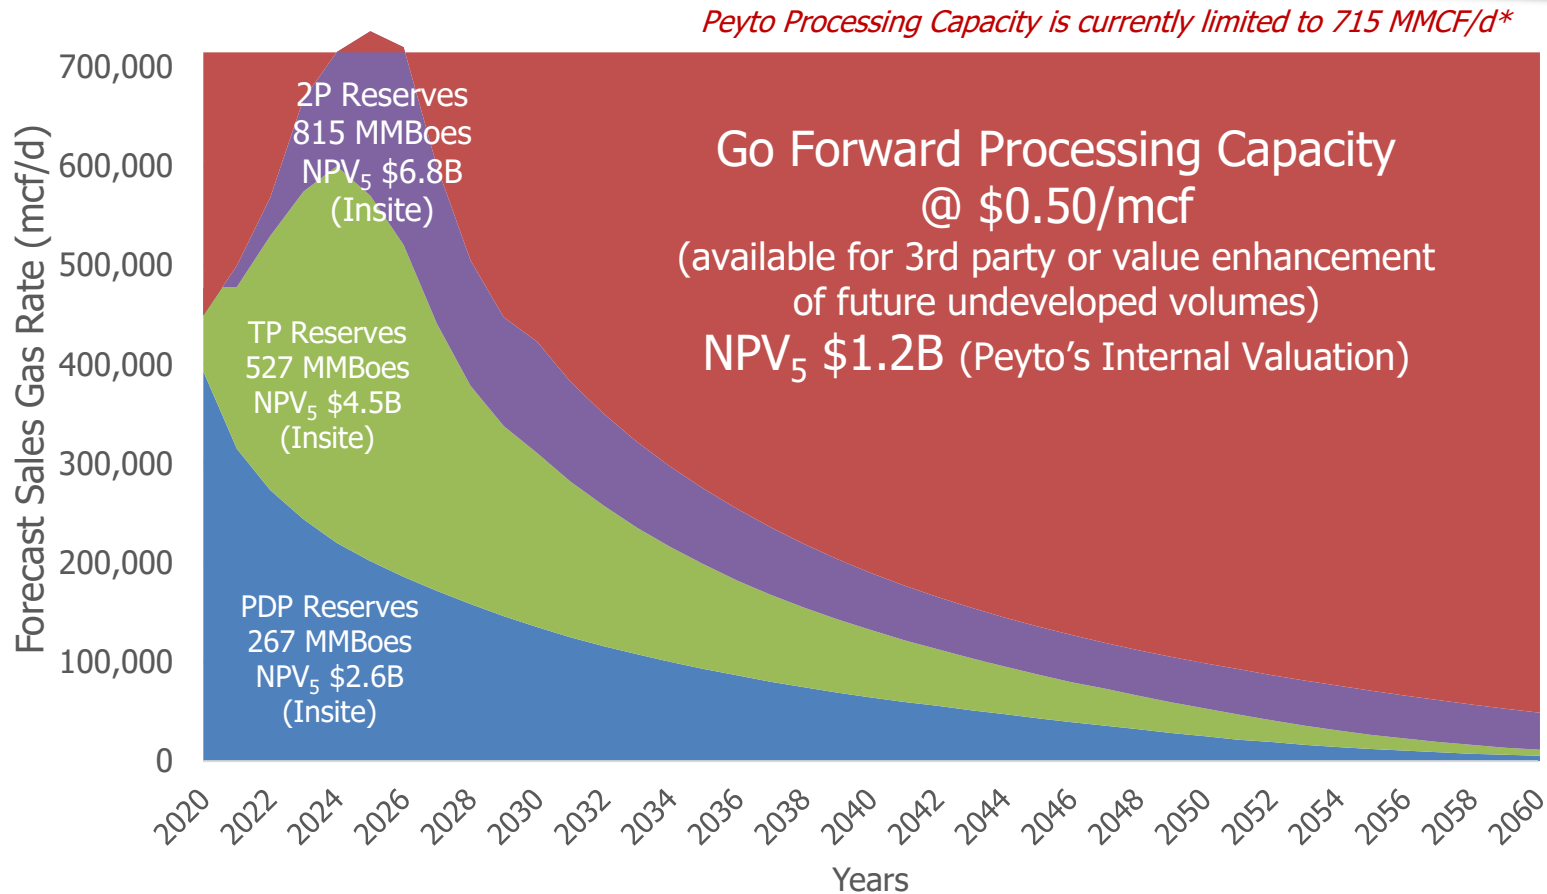 Peyto Processing Capacity is currently limited to 715 MMCF/d*
Forecast Sales Gas Rate (mcf/d)
700,000
600,000
500,000
400,000
300,000
200,000
100,000
0
2P Reserves
815 MMBoes
NPV₅ $6.8B
(Insite)
TP Reserves
527 MMBoes
NPV₅ $4.5B
(Insite)
PDP Reserves
267 MMBoes
NPV₅ $2.6B
(Insite)
Go Forward Processing Capacity
@ $0.50/mcf
(available for 3rd party or value enhancement
of future undeveloped volumes)
NPV₅ $1.2B (Peyto’s Internal Valuation)
2020
2022
2024
2026
2028
2030
2032
2034
2036
2038
2040
2042
2044
2046
2048
2050
2052
2054
2056
2058
2060
Years